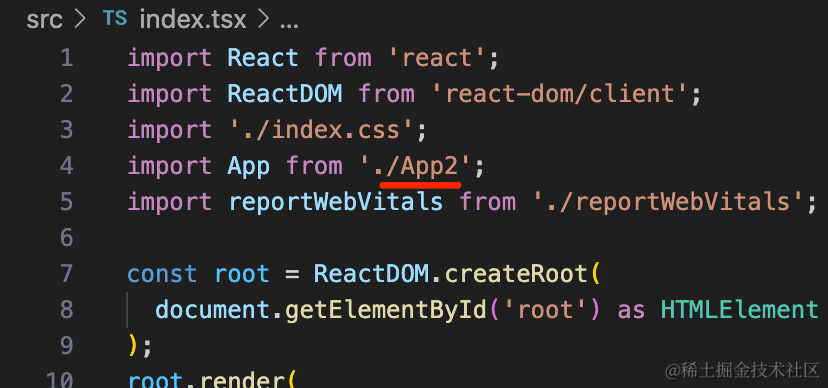 src > TS index.tsx > ...
1 import React from 'react';
2 import ReactDOM from 'react-dom/client';
3 import './index.css';
4 import App from './App2';
5 import reportWebVitals from './reportWebVitals';
6
7 const root = ReactDOM.createRoot(
8   document.getElementById('root') as HTMLElement
9 );
10 root.render(
@稀土掘金技术社区